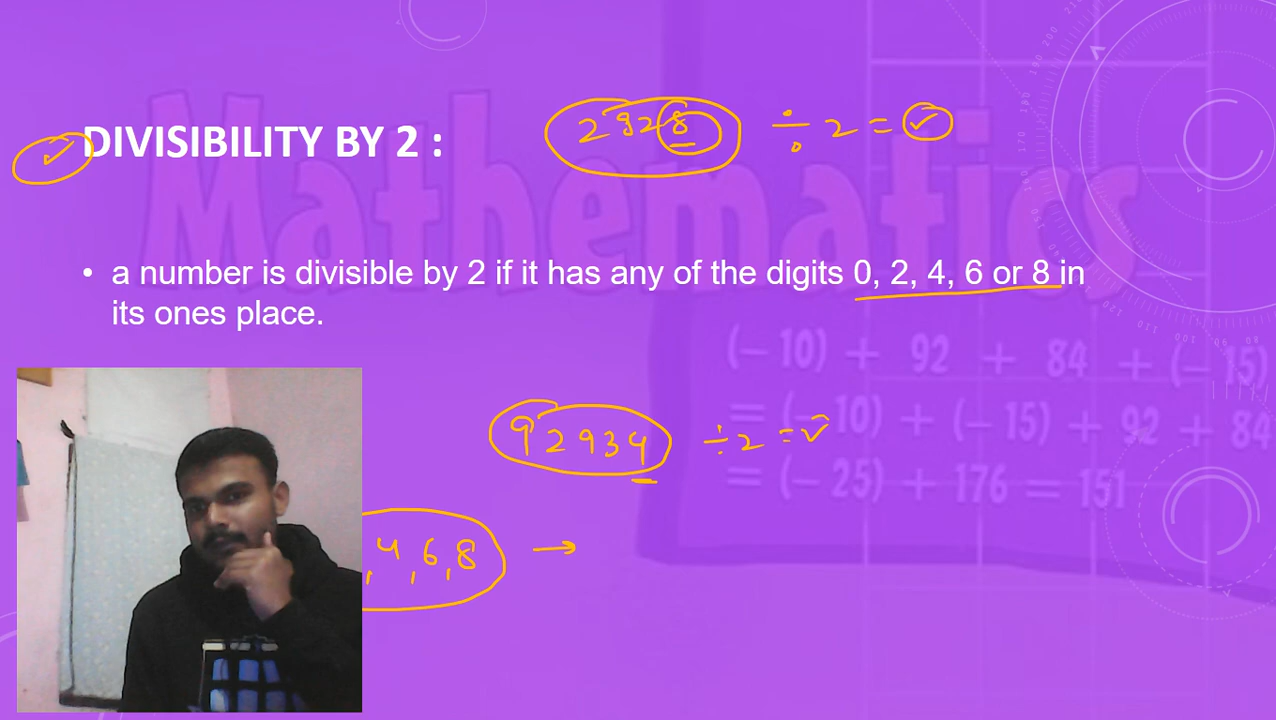 DIVISIBILITY BY 2 :
2928 ÷ 2 = ✓
Mathematics
• a number is divisible by 2 if it has any of the digits 0, 2, 4, 6 or 8 in
its ones place.
(− 10) + 92 + 84 + (− 15)
= (− 10) + (− 15) + 92 + 84
92934 ÷ 2 = ✓
= (− 25) + 176 = 151
, 4, 6, 8 →